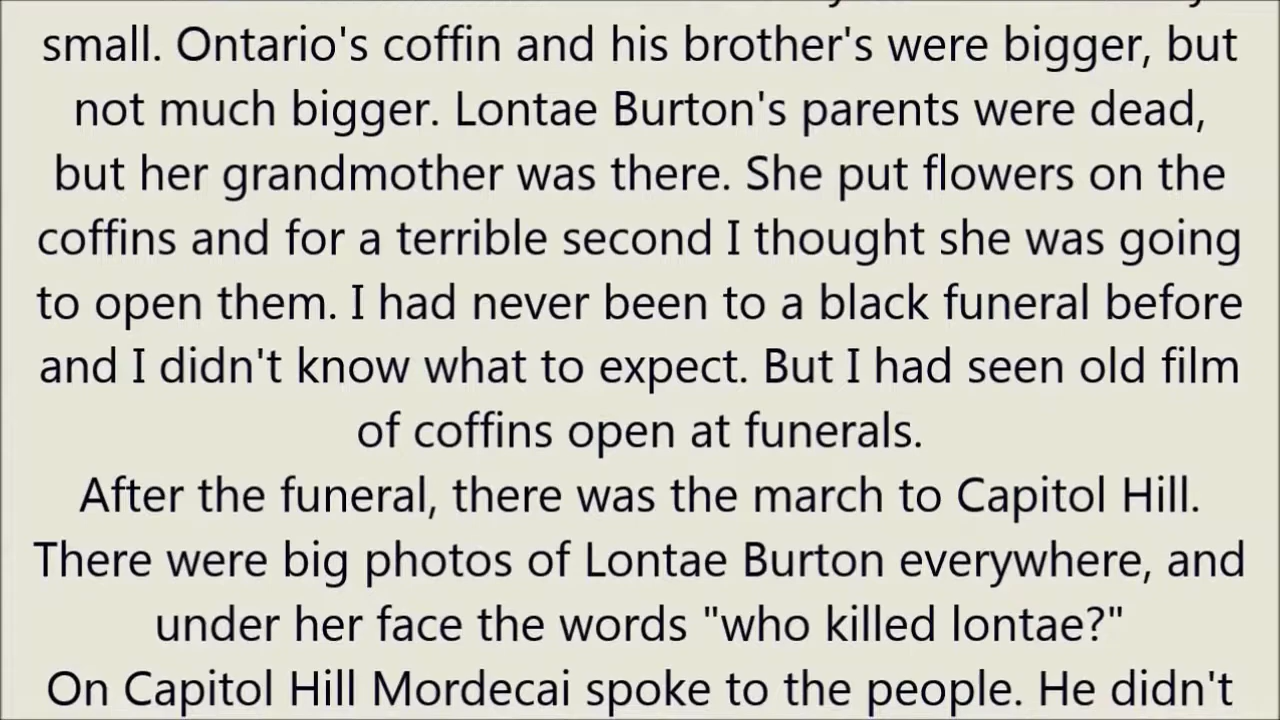 small. Ontario's coffin and his brother's were bigger, but
not much bigger. Lontae Burton's parents were dead,
but her grandmother was there. She put flowers on the
coffins and for a terrible second I thought she was going
to open them. I had never been to a black funeral before
and I didn't know what to expect. But I had seen old film
of coffins open at funerals.
After the funeral, there was the march to Capitol Hill.
There were big photos of Lontae Burton everywhere, and
under her face the words "who killed lontae?"
On Capitol Hill Mordecai spoke to the people. He didn't